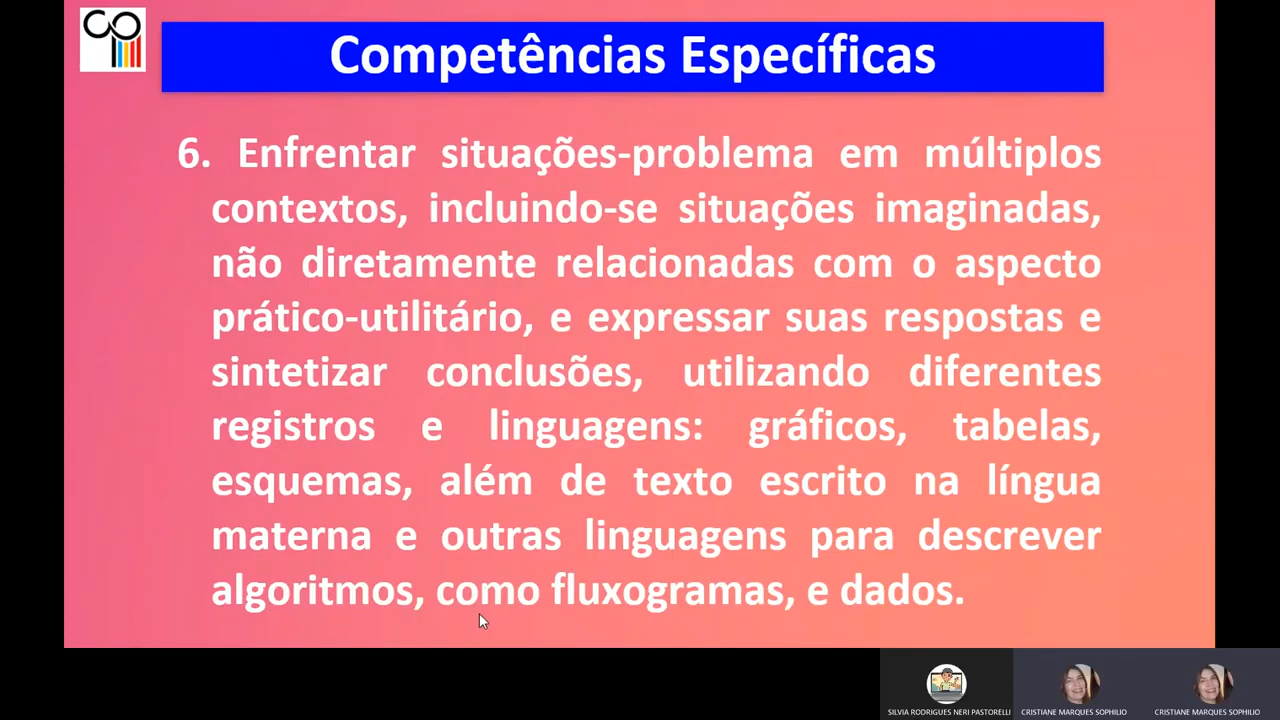 Competências Específicas
6. Enfrentar situações-problema em múltiplos
contextos, incluindo-se situações imaginadas,
não diretamente relacionadas com o aspecto
prático-utilitário, e expressar suas respostas e
sintetizar conclusões, utilizando diferentes
registros e linguagens: gráficos, tabelas,
esquemas, além de texto escrito na língua
materna e outras linguagens para descrever
algoritmos, como fluxogramas, e dados.
SILVIA RODRIGUES NERI PASTORELLI
CRISTIANE MARQUES SOPHILIO
CRISTIANE MARQUES SOPHILIO